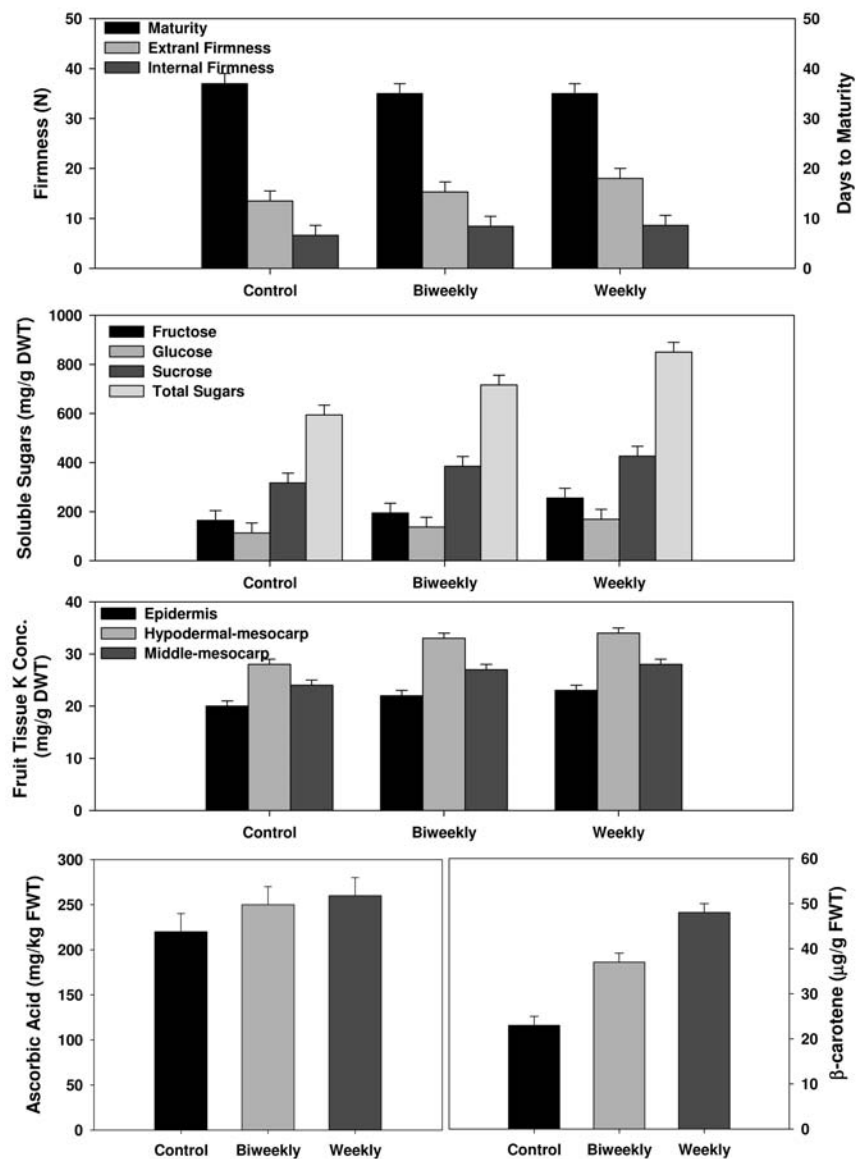 50
40
30
20
10
0
Firmness (N)
Maturity
Extranl Firmness
Internal Firmness
50
40
30
20
10
0
Days to Maturity
Control Biweekly Weekly
1000
800
600
400
200
0
Soluble Sugars (mg/g DWT)
Fructose
Glucose
Sucrose
Total Sugars
Control Biweekly Weekly
40
30
20
10
0
Fruit Tissue K Conc.
(mg/g DWT)
Epidermis
Hypodermal-mesocarp
Middle-mesocarp
Control Biweekly Weekly
300
250
200
150
100
50
0
Ascorbic Acid (mg/kg FWT)
Control Biweekly Weekly
60
50
40
30
20
10
0
β-carotene (μg/g FWT)
Control Biweekly Weekly